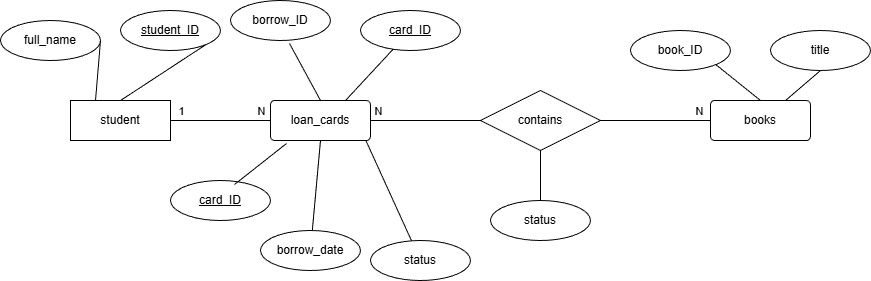 full_name
student_ID
borrow_ID
card_ID
book_ID
title
student
1
N
loan_cards
N
contains
N
books
card_ID
borrow_date
status
status